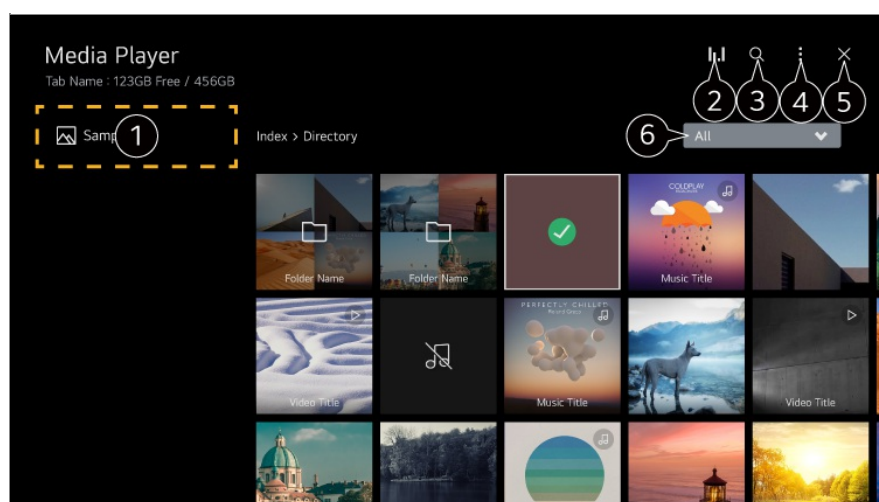 Media Player
Tab Name : 123GB Free / 456GB
2
3
4
5
1
Index > Directory
6
All
Folder Name
Folder Name
COLDPLAY
Music Title
Video Title
PERFECTLY CHILLED
Music Title
Video Title